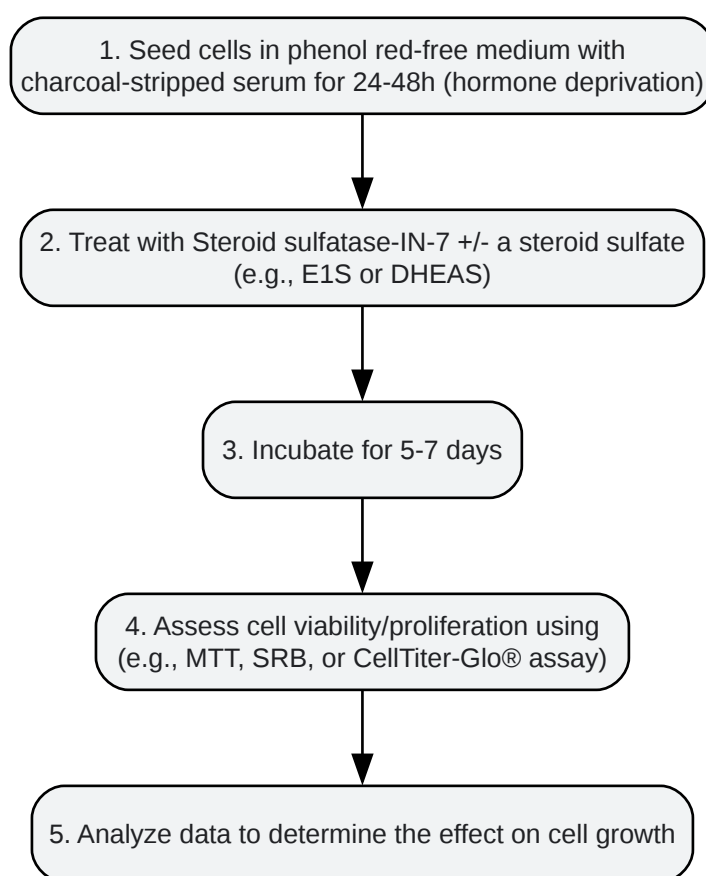 1. Seed cells in phenol red-free medium with
charcoal-stripped serum for 24-48h (hormone deprivation)
2. Treat with Steroid sulfatase-IN-7 +/- a steroid sulfate
(e.g., E1S or DHEAS)
3. Incubate for 5-7 days
4. Assess cell viability/proliferation using
(e.g., MTT, SRB, or CellTiter-Glo® assay)
5. Analyze data to determine the effect on cell growth